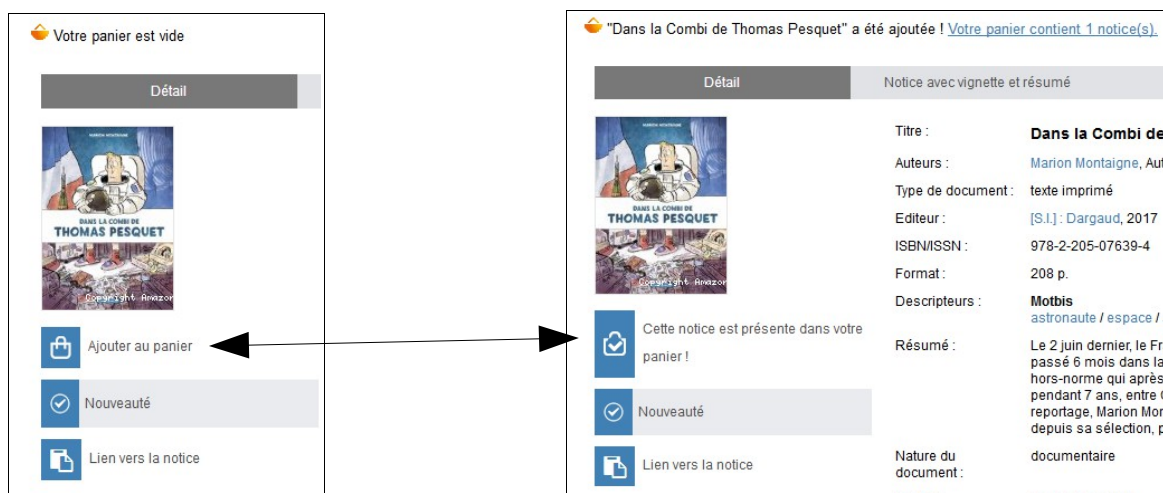 Votre panier est vide
Détail
MARION MONTAIGNE
DANS LA COMBI DE
THOMAS PESQUET
Copyright Amazon
Ajouter au panier
Nouveauté
Lien vers la notice
"Dans la Combi de Thomas Pesquet" a été ajoutée ! Votre panier contient 1 notice(s).
Détail
Notice avec vignette et résumé
MARION MONTAIGNE
DANS LA COMBI DE
THOMAS PESQUET
Copyright Amazon
Cette notice est présente dans votre
panier !
Nouveauté
Lien vers la notice
Titre : Dans la Combi de
Auteurs : Marion Montaigne, Aut
Type de document : texte imprimé
Editeur : [S.l.] : Dargaud, 2017
ISBN/ISSN : 978-2-205-07639-4
Format : 208 p.
Descripteurs : Motbis
astronaute / espace /
Résumé : Le 2 juin dernier, le Fr
passé 6 mois dans la
hors-norme qui après
pendant 7 ans, entre
reportage, Marion Mon
depuis sa sélection, p
Nature du
document : documentaire